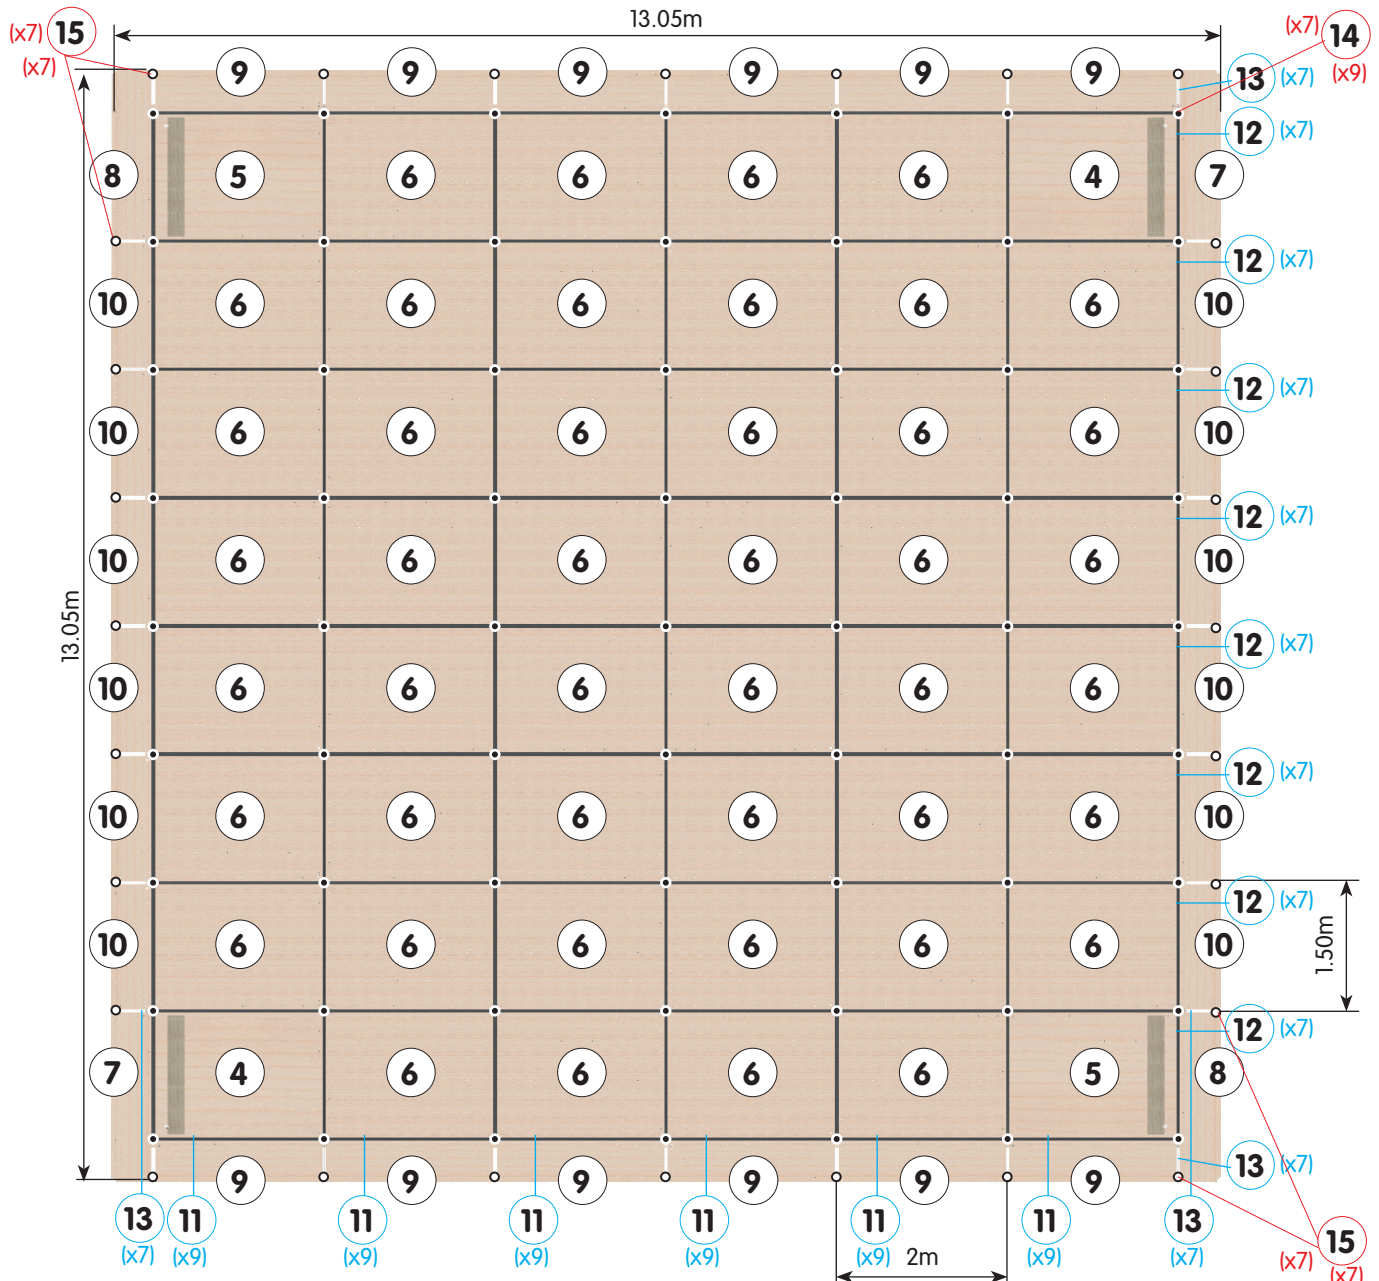 13.05m
(x7) 15 (x7) 14
(x7) (x9)
9 9 9 9 9 9 13 (x7)
12 (x7)
8 5 6 6 6 6 4 7
12 (x7)
10 6 6 6 6 6 6 10
12 (x7)
10 6 6 6 6 6 6 10
12 (x7)
10 6 6 6 6 6 6 10
13.05m
12 (x7)
10 6 6 6 6 6 6 10
12 (x7)
10 6 6 6 6 6 6 10
12 (x7)
10 6 6 6 6 6 6 10
1.50m
12 (x7)
7 4 6 6 6 6 5 8
13 (x7)
9 9 9 9 9 9
13 11 11 11 11 11 11 13
(x7) (x9) (x9) (x9) (x9) (x9) (x9) (x7)
2m
15
(x7)
(x7)